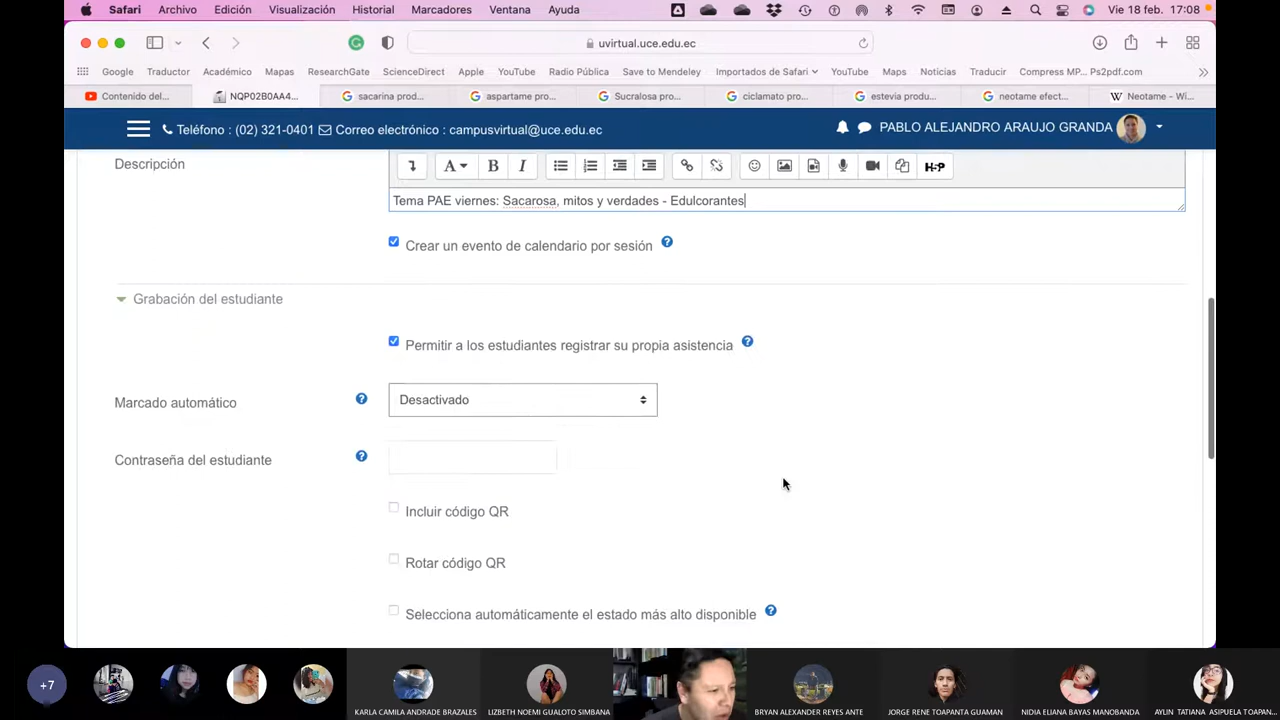 Safari Archivo Edición Visualización Historial Marcadores Ventana Ayuda Vie 18 feb. 17:08
uvirtual.uce.edu.ec
Google Traductor Académico Mapas ResearchGate ScienceDirect Apple YouTube Radio Pública Save to Mendeley Importados de Safari YouTube Maps Noticias Traducir Compress MP... Ps2pdf.com
Contenido del... NQP02B0AA4... sacarina prod... aspartame pro... Sucralosa pro... ciclamato pro... estevia produ... neotame efect... Neotame - Wi...
Teléfono : (02) 321-0401 Correo electrónico : campusvirtual@uce.edu.ec PABLO ALEJANDRO ARAUJO GRANDA
Descripción
A B I H-P
Tema PAE viernes: Sacarosa, mitos y verdades - Edulcorantes
Crear un evento de calendario por sesión
Grabación del estudiante
Permitir a los estudiantes registrar su propia asistencia
Marcado automático Desactivado
Contraseña del estudiante
Incluir código QR
Rotar código QR
Selecciona automáticamente el estado más alto disponible
+7
KARLA CAMILA ANDRADE BRAZALES LIZBETH NOEMI GUALOTO SIMBANA BRYAN ALEXANDER REYES ANTE JORGE RENE TOAPANTA GUAMAN NIDIA ELIANA BAYAS MANOBANDA AYLIN TATIANA ASIPUELA TOAPAN...